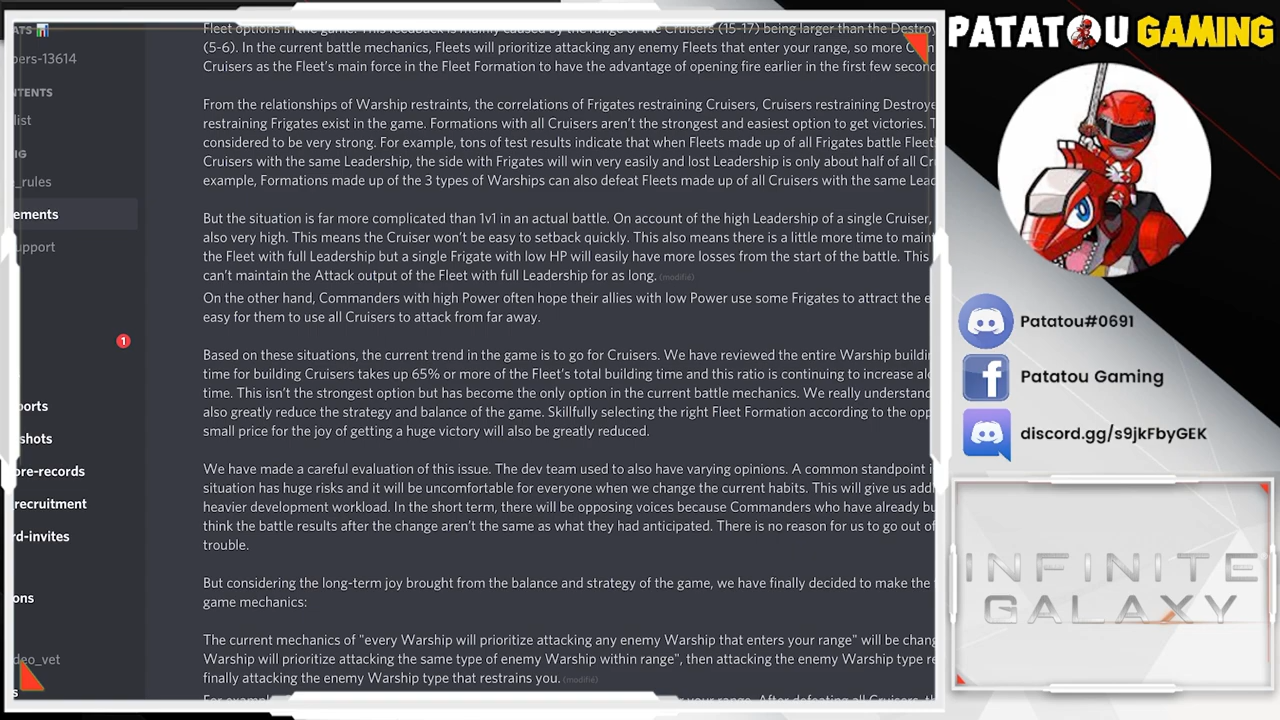 ATS
bers-13614
NTENTS
list
IG
_rules
ements
upport
1
ports
shots
ore-records
recruitment
rd-invites
ons
deo_vet
s
Fleet options in the game. This feedback is mainly caused by the range of the Cruisers (15-17) being larger than the Destroy
(5-6). In the current battle mechanics, Fleets will prioritize attacking any enemy Fleets that enter your range, so more
Cruisers as the Fleet's main force in the Fleet Formation to have the advantage of opening fire earlier in the first few second
From the relationships of Warship restraints, the correlations of Frigates restraining Cruisers, Cruisers restraining Destroye
restraining Frigates exist in the game. Formations with all Cruisers aren't the strongest and easiest option to get victories. T
considered to be very strong. For example, tons of test results indicate that when Fleets made up of all Frigates battle Fleet
Cruisers with the same Leadership, the side with Frigates will win very easily and lost Leadership is only about half of all Cr
example, Formations made up of the 3 types of Warships can also defeat Fleets made up of all Cruisers with the same Lead
But the situation is far more complicated than 1v1 in an actual battle. On account of the high Leadership of a single Cruiser,
also very high. This means the Cruiser won't be easy to setback quickly. This also means there is a little more time to main
the Fleet with full Leadership but a single Frigate with low HP will easily have more losses from the start of the battle. This
can't maintain the Attack output of the Fleet with full Leadership for as long. (modifié)
On the other hand, Commanders with high Power often hope their allies with low Power use some Frigates to attract the e
easy for them to use all Cruisers to attack from far away.
Based on these situations, the current trend in the game is to go for Cruisers. We have reviewed the entire Warship buildin
time for building Cruisers takes up 65% or more of the Fleet's total building time and this ratio is continuing to increase al
time. This isn't the strongest option but has become the only option in the current battle mechanics. We really understan
also greatly reduce the strategy and balance of the game. Skillfully selecting the right Fleet Formation according to the opp
small price for the joy of getting a huge victory will also be greatly reduced.
We have made a careful evaluation of this issue. The dev team used to also have varying opinions. A common standpoint i
situation has huge risks and it will be uncomfortable for everyone when we change the current habits. This will give us add
heavier development workload. In the short term, there will be opposing voices because Commanders who have already bu
think the battle results after the change aren't the same as what they had anticipated. There is no reason for us to go out of
trouble.
But considering the long-term joy brought from the balance and strategy of the game, we have finally decided to make the
game mechanics:
The current mechanics of "every Warship will prioritize attacking any enemy Warship that enters your range" will be chang
Warship will prioritize attacking the same type of enemy Warship within range", then attacking the enemy Warship type re
finally attacking the enemy Warship type that restrains you. (modifié)
PATATOU GAMING
Patatou#0691
Patatou Gaming
discord.gg/s9jkFbyGEK
INFINITE
GALAXY